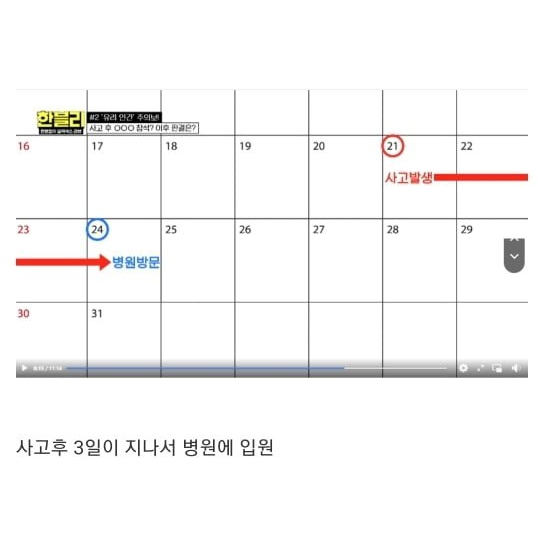 한블리
#2 '유리 인간' 주의보!
사고 후 OOO 참석? 이후 판결은?
16 17 18 19 20 21 22
사고발생
23 24 25 26 27 28 29
병원방문
30 31
사고후 3일이 지나서 병원에 입원